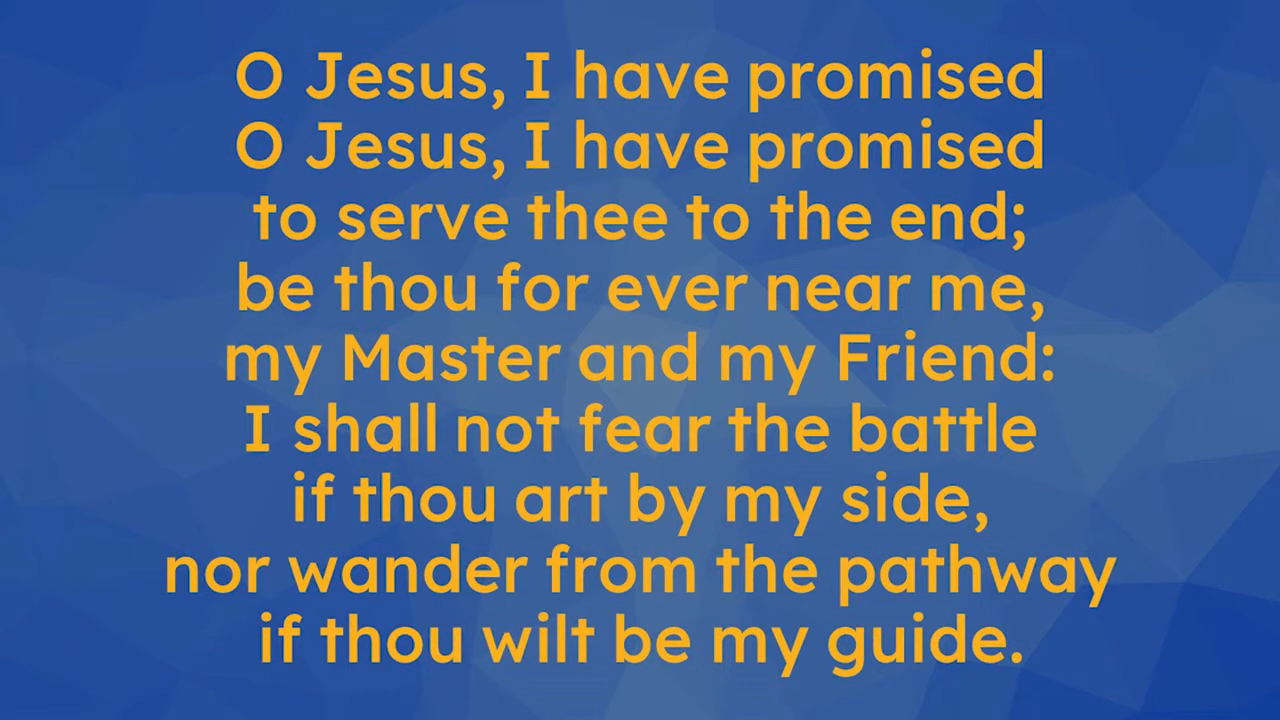 O Jesus, I have promised
O Jesus, I have promised
to serve thee to the end;
be thou for ever near me,
my Master and my Friend:
I shall not fear the battle
if thou art by my side,
nor wander from the pathway
if thou wilt be my guide.